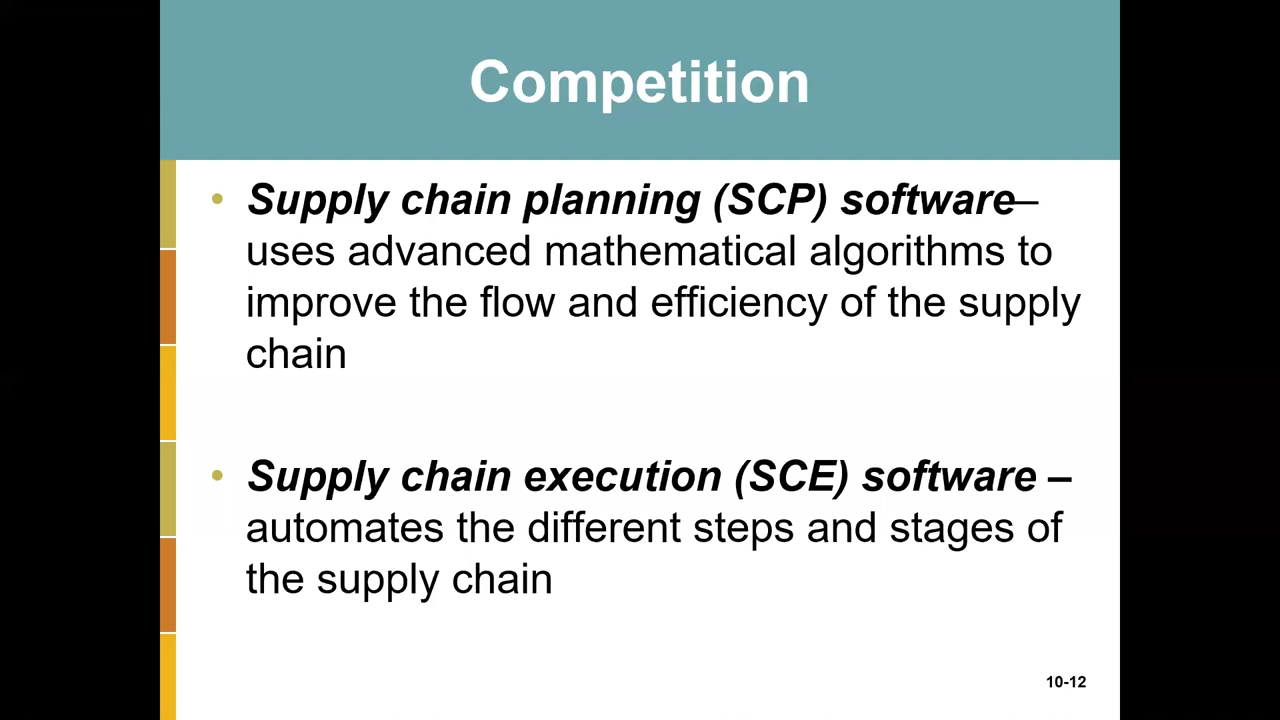 Competition
• Supply chain planning (SCP) software–
uses advanced mathematical algorithms to
improve the flow and efficiency of the supply
chain
• Supply chain execution (SCE) software –
automates the different steps and stages of
the supply chain
10-12